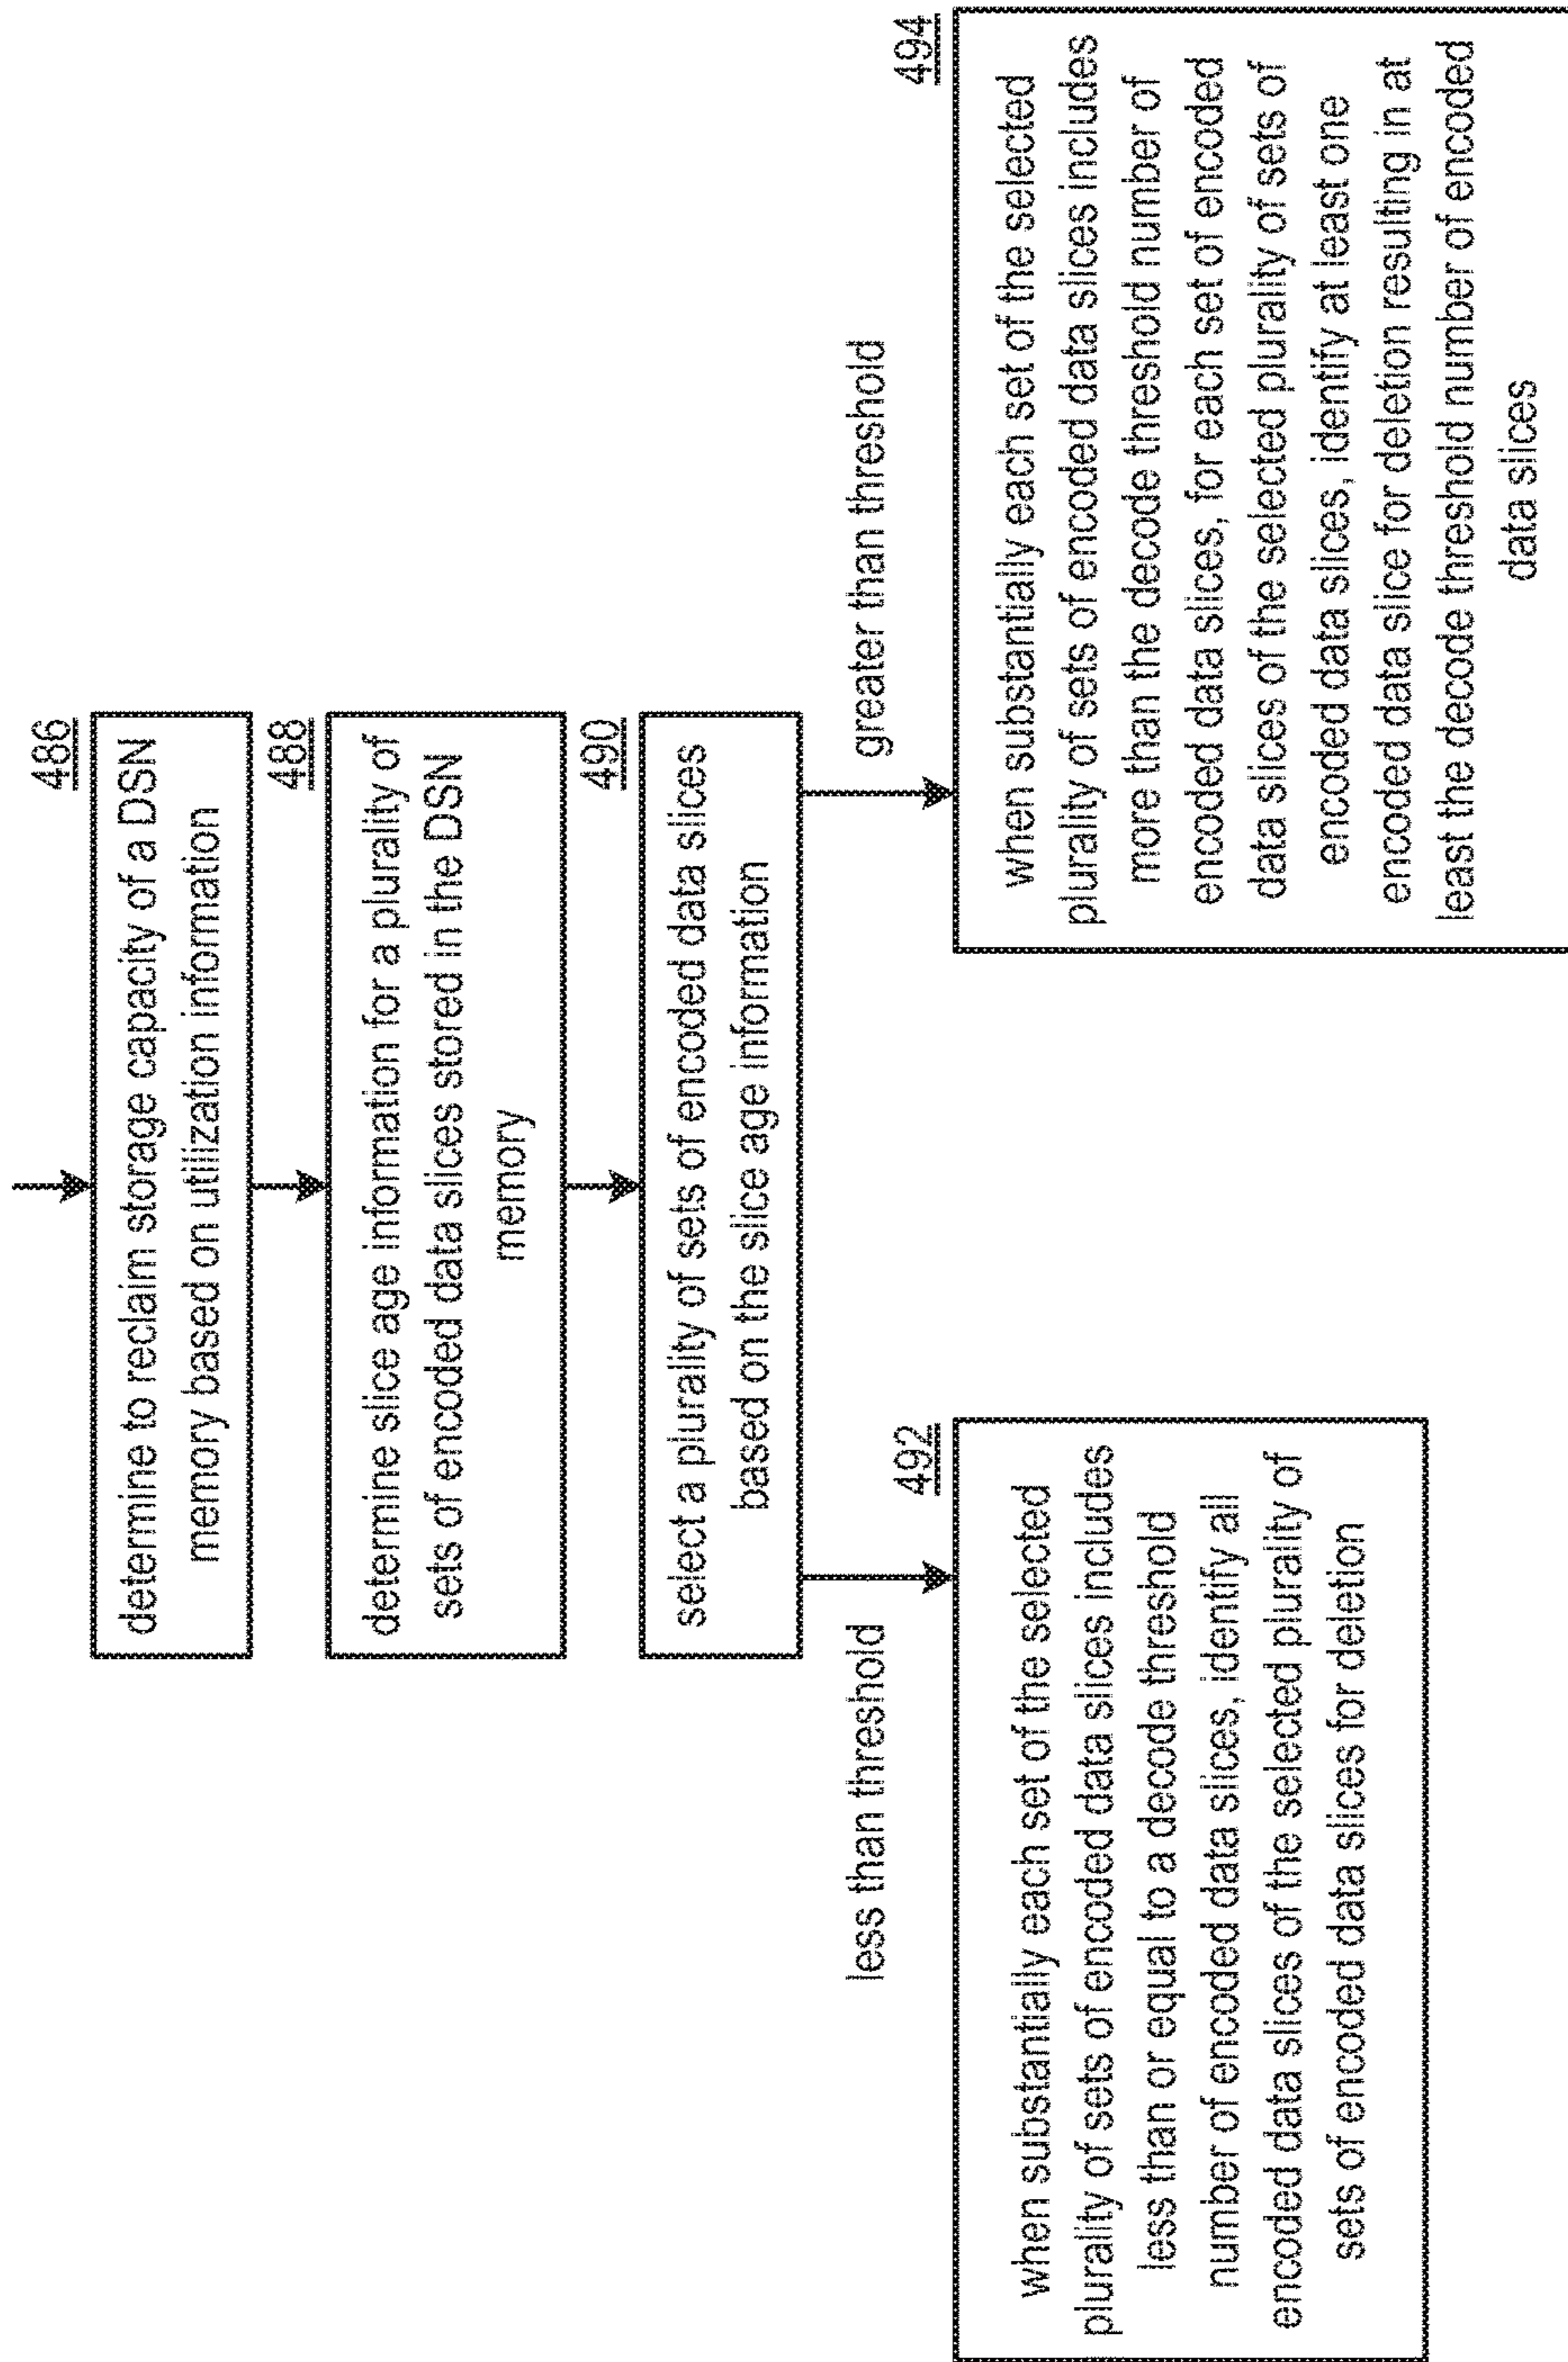 486
determine to reclaim storage capacity of a DSN
memory based on utilization information
488
determine slice age information for a plurality of
sets of encoded data slices stored in the DSN
memory
490
select a plurality of sets of encoded data slices
based on the slice age information
less than threshold
greater than threshold
492
when substantially each set of the selected
plurality of sets of encoded data slices includes
less than or equal to a decode threshold
number of encoded data slices, identify all
encoded data slices of the selected plurality of
sets of encoded data slices for deletion
494
when substantially each set of the selected
plurality of sets of encoded data slices includes
more than the decode threshold number of
encoded data slices, for each set of encoded
data slices of the selected plurality of sets of
encoded data slices, identify at least one
encoded data slice for deletion resulting in at
least the decode threshold number of encoded
data slices